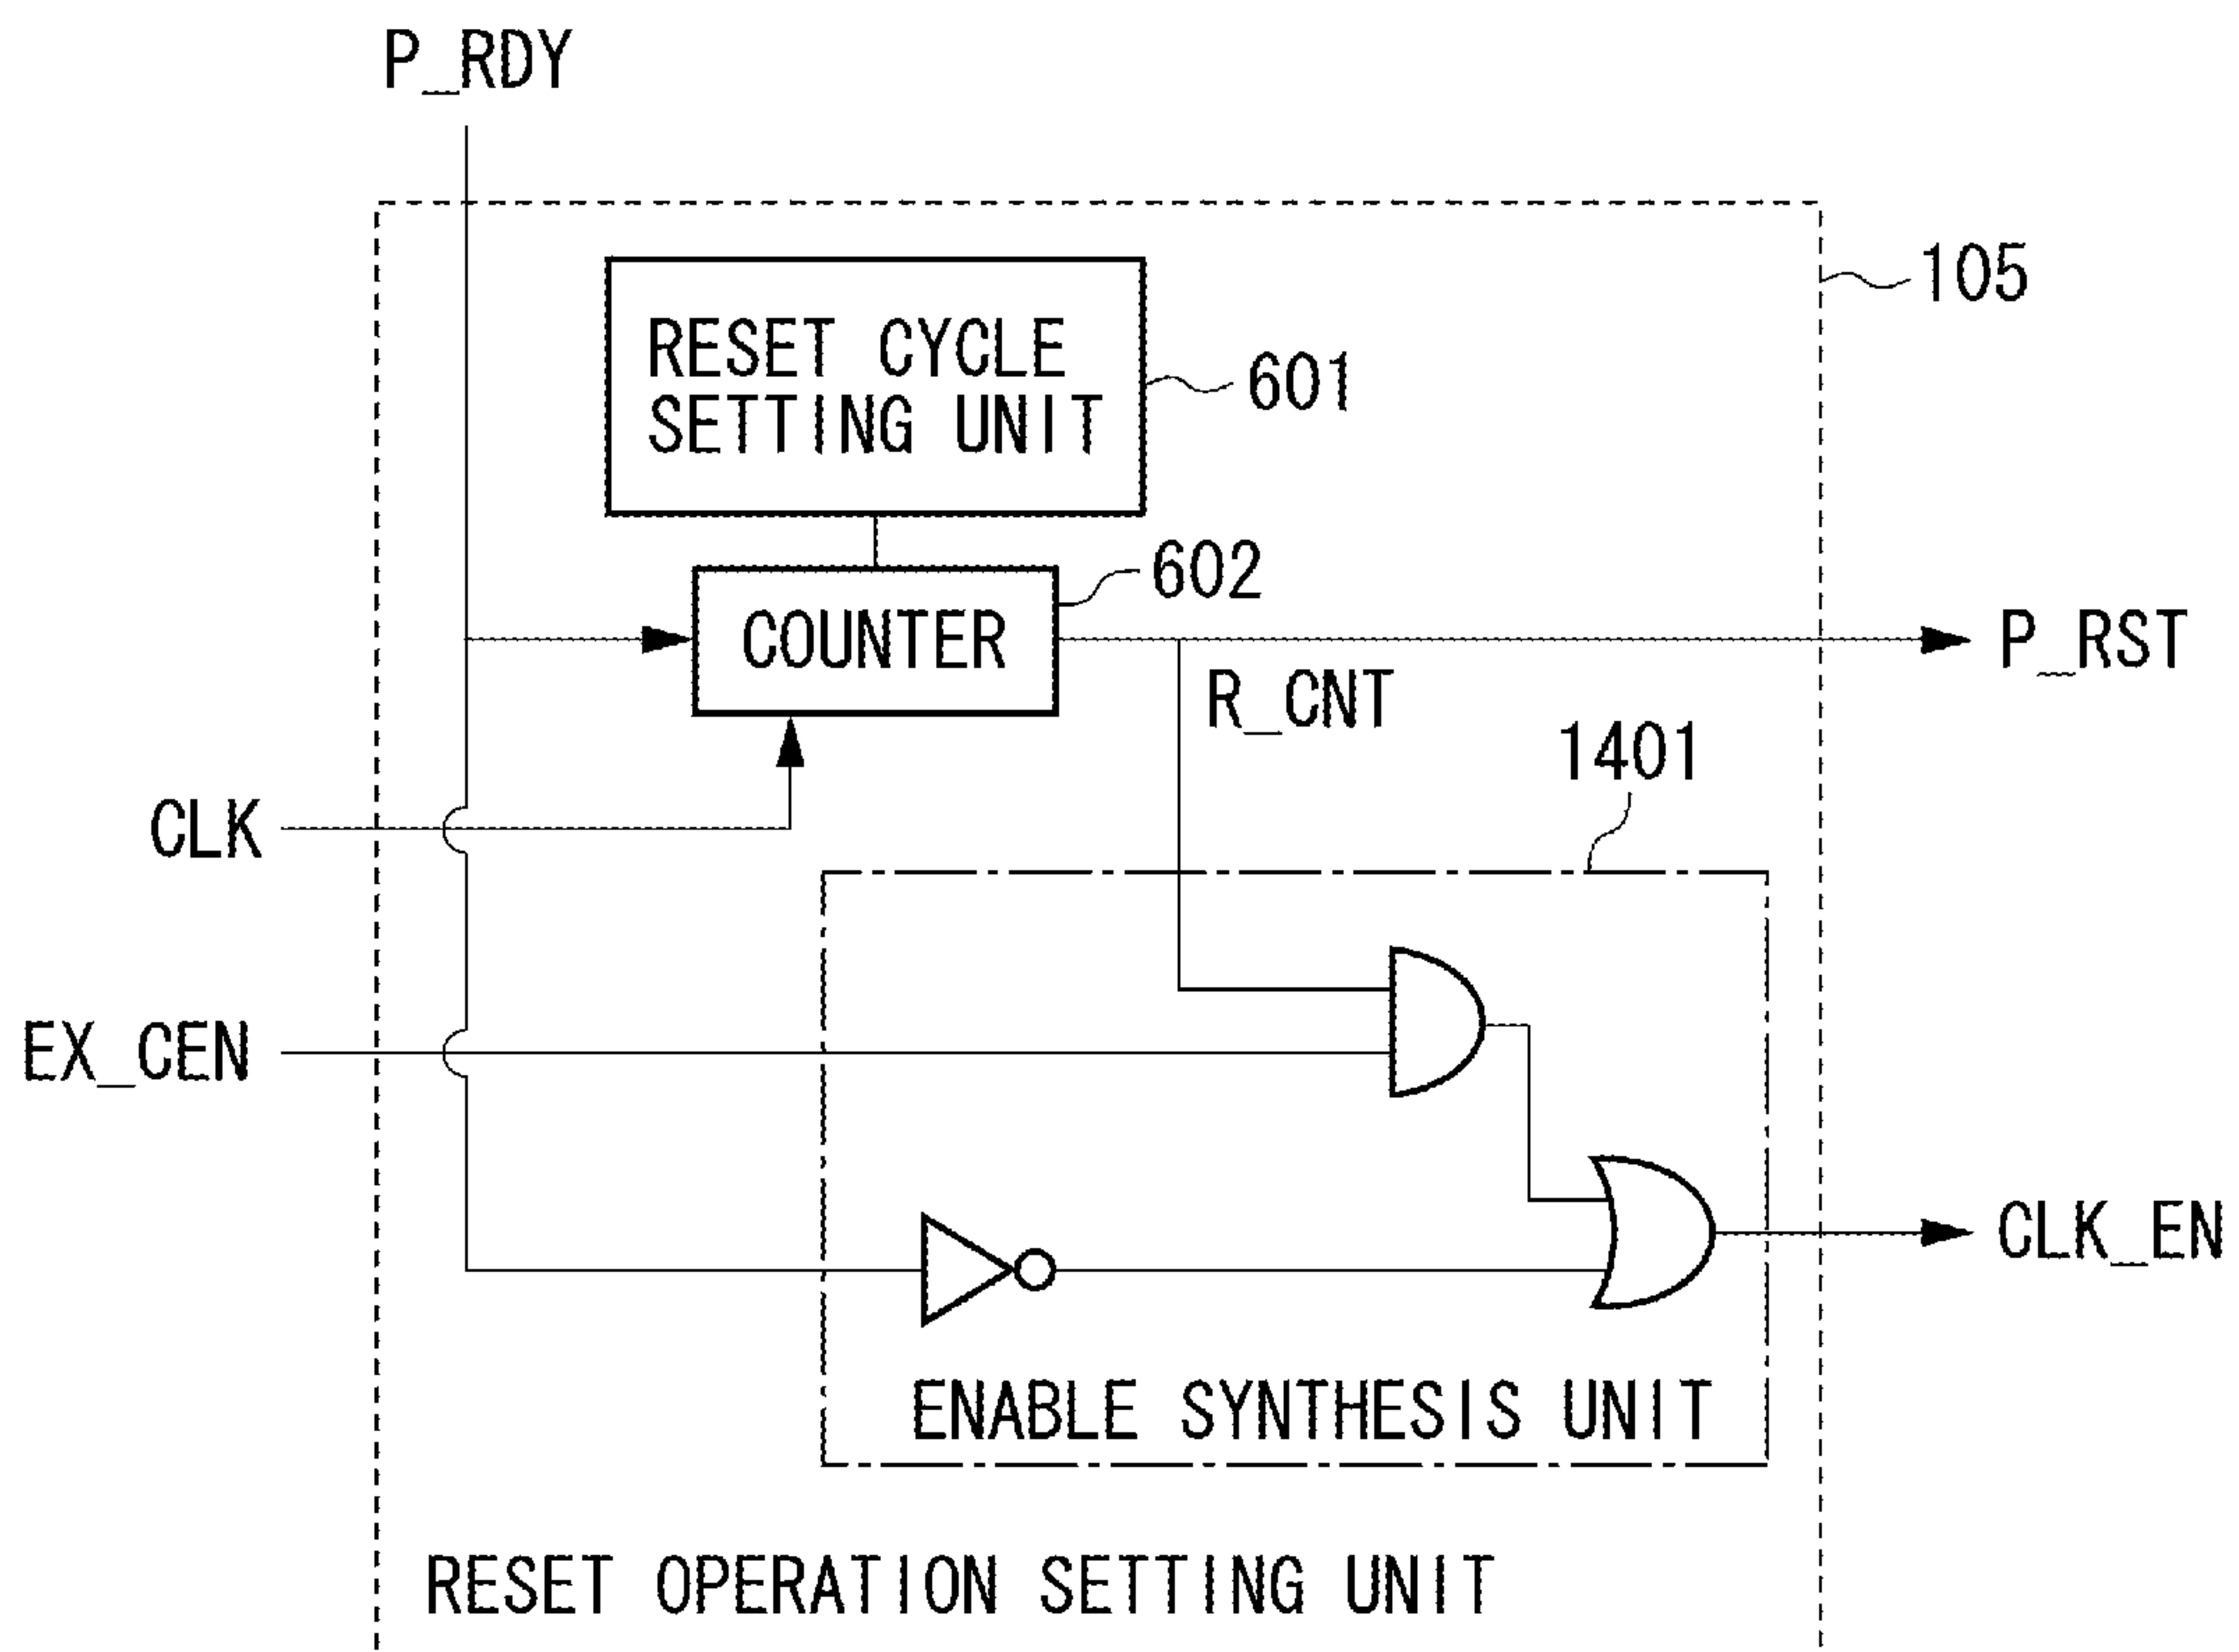 P_RDY
105
RESET CYCLE
SETTING UNIT
601
602
COUNTER
P_RST
R_CNT
1401
CLK
EX_CEN
CLK_EN
ENABLE SYNTHESIS UNIT
RESET OPERATION SETTING UNIT